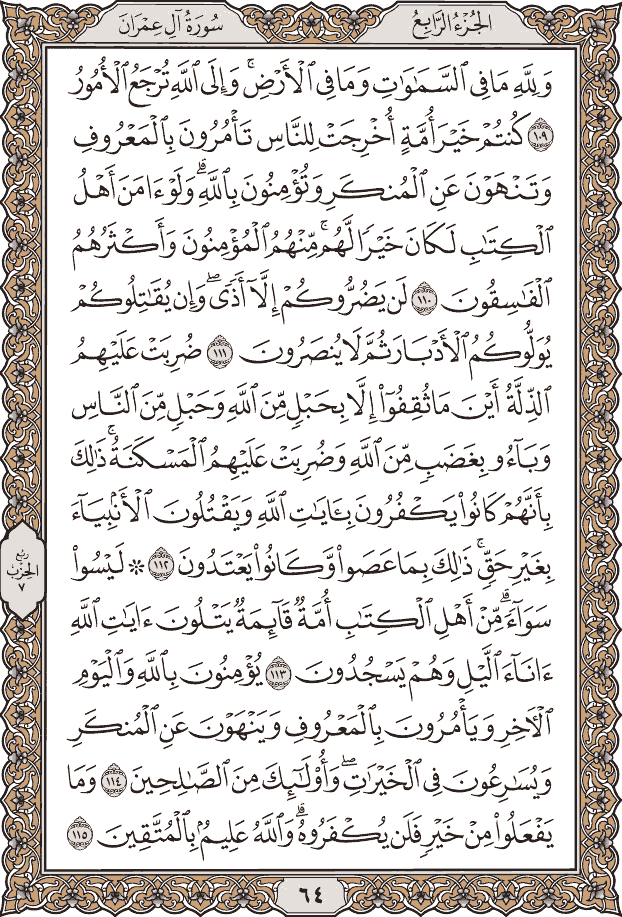 الجُزْءُ الرَّابِعُ
سُورَةُ آلِ عِمْرَانَ
وَلِلَّهِ مَا فِي ٱلسَّمَٰوَٰتِ وَمَا فِي ٱلْأَرْضِۚ وَإِلَى ٱللَّهِ تُرْجَعُ ٱلْأُمُورُ
١٠٩ كُنتُمْ خَيْرَ أُمَّةٍ أُخْرِجَتْ لِلنَّاسِ تَأْمُرُونَ بِٱلْمَعْرُوفِ
وَتَنْهَوْنَ عَنِ ٱلْمُنكَرِ وَتُؤْمِنُونَ بِٱللَّهِۗ وَلَوْ ءَامَنَ أَهْلُ
ٱلْكِتَٰبِ لَكَانَ خَيْرًا لَّهُمۚ مِّنْهُمُ ٱلْمُؤْمِنُونَ وَأَكْثَرُهُمُ
ٱلْفَٰسِقُونَ ١١٠ لَن يَضُرُّوكُمْ إِلَّآ أَذًىۖ وَإِن يُقَٰتِلُوكُمْ
يُوَلُّوكُمُ ٱلْأَدْبَارَ ثُمَّ لَا يُنصَرُونَ ١١١ ضُرِبَتْ عَلَيْهِمُ
ٱلذِّلَّةُ أَيْنَ مَا ثُقِفُوٓا۟ إِلَّا بِحَبْلٍ مِّنَ ٱللَّهِ وَحَبْلٍ مِّنَ ٱلنَّاسِ
وَبَآءُو بِغَضَبٍ مِّنَ ٱللَّهِ وَضُرِبَتْ عَلَيْهِمُ ٱلْمَسْكَنَةُۚ ذَٰلِكَ
بِأَنَّهُمْ كَانُوا۟ يَكْفُرُونَ بِـَٔايَٰتِ ٱللَّهِ وَيَقْتُلُونَ ٱلْأَنۢبِيَآءَ
بِغَيْرِ حَقٍّۚ ذَٰلِكَ بِمَا عَصَوا۟ وَّكَانُوا۟ يَعْتَدُونَ ١١٢ ۞ لَيْسُوا۟
سَوَآءًۗ مِّنْ أَهْلِ ٱلْكِتَٰبِ أُمَّةٌ قَآئِمَةٌ يَتْلُونَ ءَايَٰتِ ٱللَّهِ
ءَانَآءَ ٱلَّيْلِ وَهُمْ يَسْجُدُونَ ١١٣ يُؤْمِنُونَ بِٱللَّهِ وَٱلْيَوْمِ
ٱلْءَاخِرِ وَيَأْمُرُونَ بِٱلْمَعْرُوفِ وَيَنْهَوْنَ عَنِ ٱلْمُنكَرِ
وَيُسَٰرِعُونَ فِي ٱلْخَيْرَٰتِۖ وَأُو۟لَٰٓئِكَ مِنَ ٱلصَّٰلِحِينَ ١١٤ وَمَا
يَفْعَلُوا۟ مِنْ خَيْرٍ فَلَن يُكْفَرُوهُۗ وَٱللَّهُ عَلِيمٌۢ بِٱلْمُتَّقِينَ ١١٥
ربع
الحزب
٧
٦٤